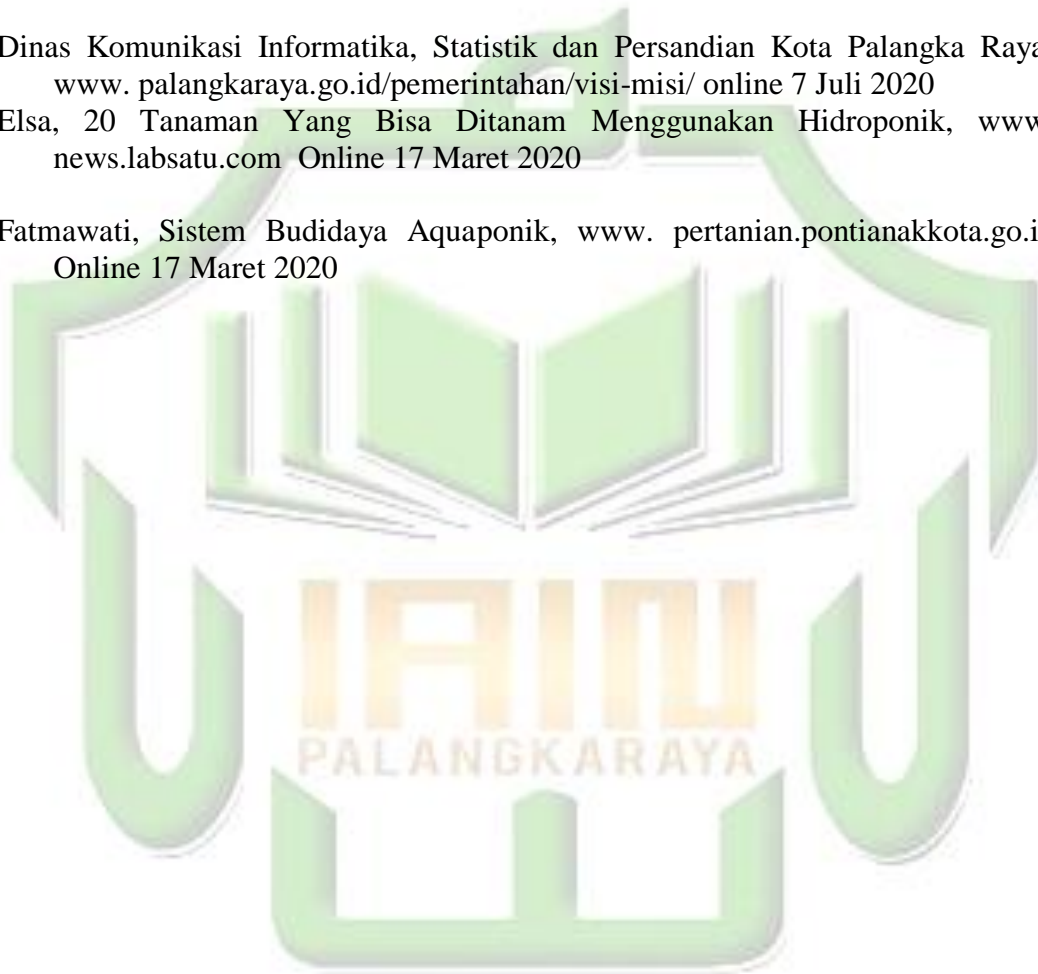 Dinas Komunikasi Informatika, Statistik dan Persandian Kota Palangka Raya
www. palangkaraya.go.id/pemerintahan/visi-misi/ online 7 Juli 2020
Elsa, 20 Tanaman Yang Bisa Ditanam Menggunakan Hidroponik, www
news.labsatu.com Online 17 Maret 2020
Fatmawati, Sistem Budidaya Aquaponik, www. pertanian.pontianakkota.go.i
Online 17 Maret 2020
IAIN
PALANGKARAYA